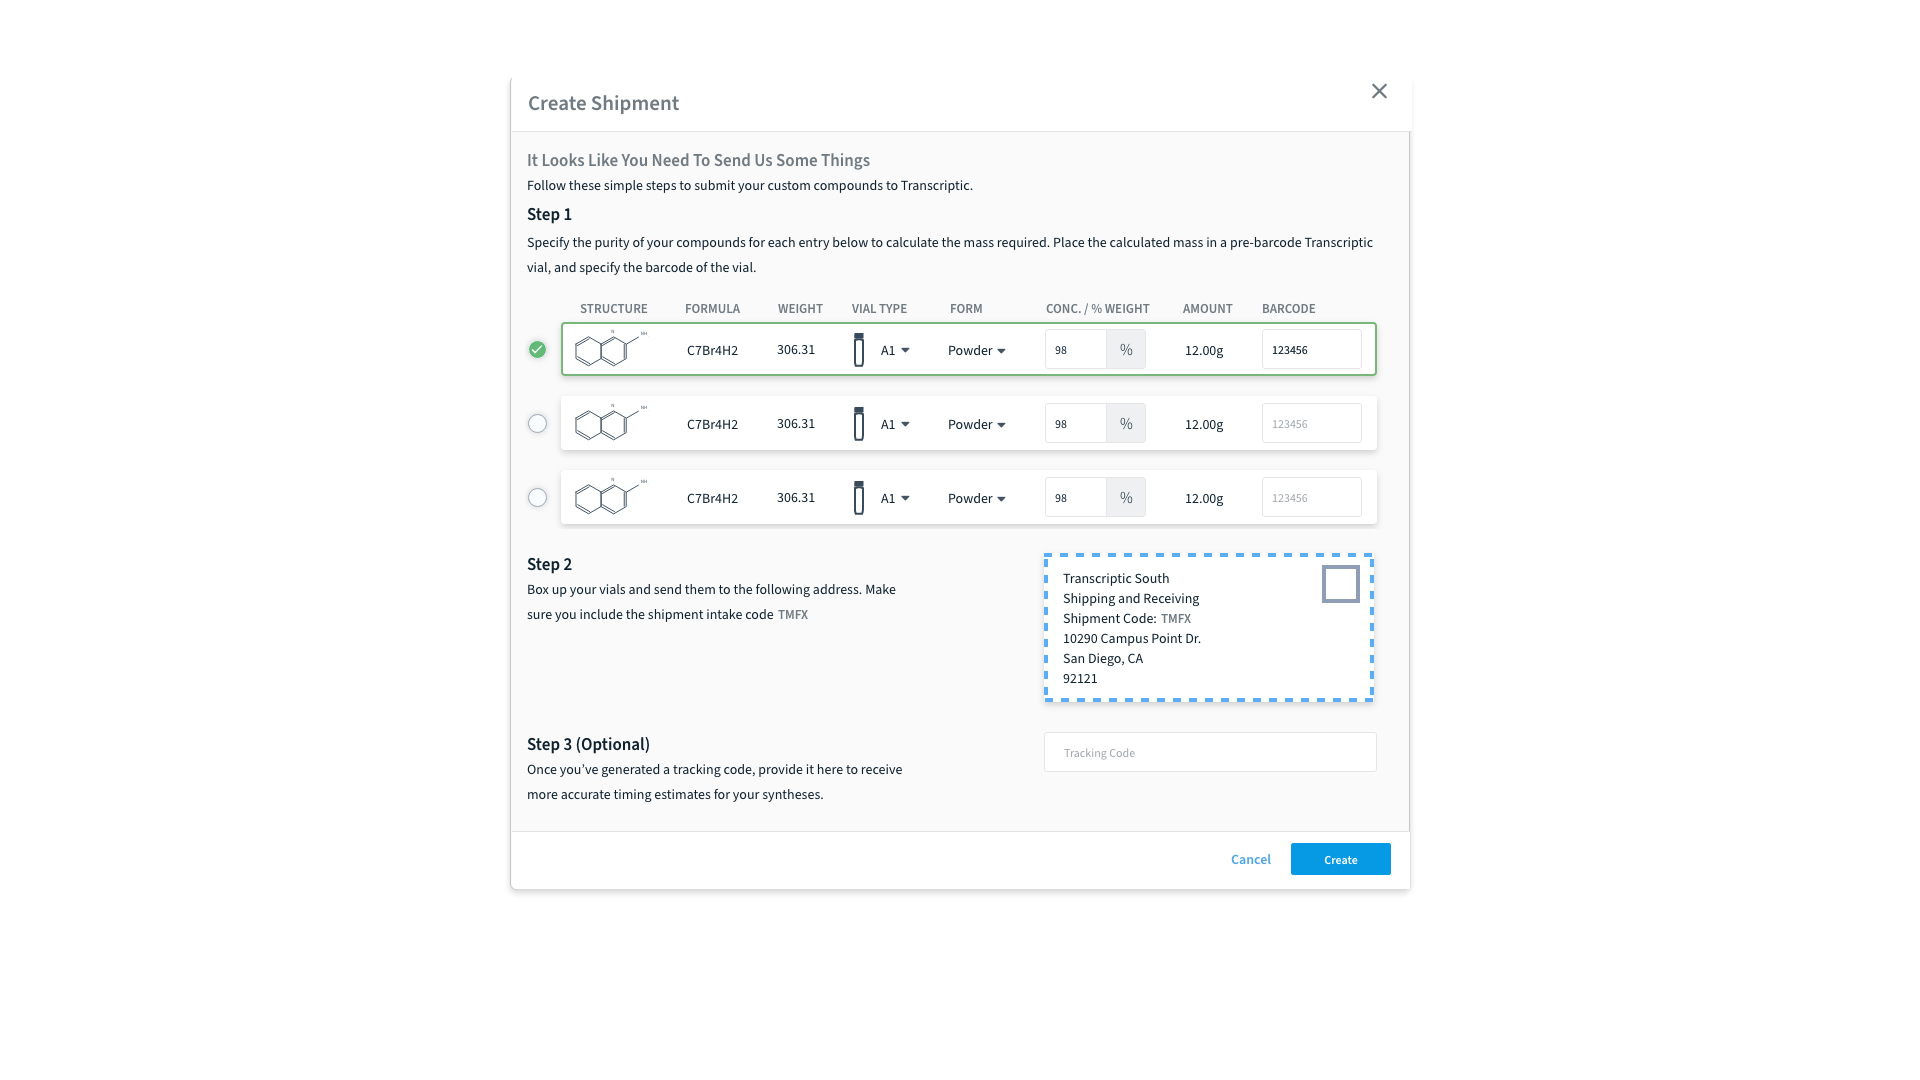 Create Shipment
It Looks Like You Need To Send Us Some Things
Follow these simple steps to submit your custom compounds to Transcriptic.
Step 1
Specify the purity of your compounds for each entry below to calculate the mass required. Place the calculated mass in a pre-barcode Transcriptic
vial, and specify the barcode of the vial.
STRUCTURE FORMULA WEIGHT VIAL TYPE FORM CONC. / % WEIGHT AMOUNT BARCODE
N NH C7Br4H2 306.31 A1 Powder 98 % 12.00g 123456
N NH C7Br4H2 306.31 A1 Powder 98 % 12.00g 123456
N NH C7Br4H2 306.31 A1 Powder 98 % 12.00g 123456
Step 2
Box up your vials and send them to the following address. Make
sure you include the shipment intake code TMFX
Transcriptic South
Shipping and Receiving
Shipment Code: TMFX
10290 Campus Point Dr.
San Diego, CA
92121
Step 3 (Optional)
Once you’ve generated a tracking code, provide it here to receive
more accurate timing estimates for your syntheses.
Tracking Code
Cancel Create